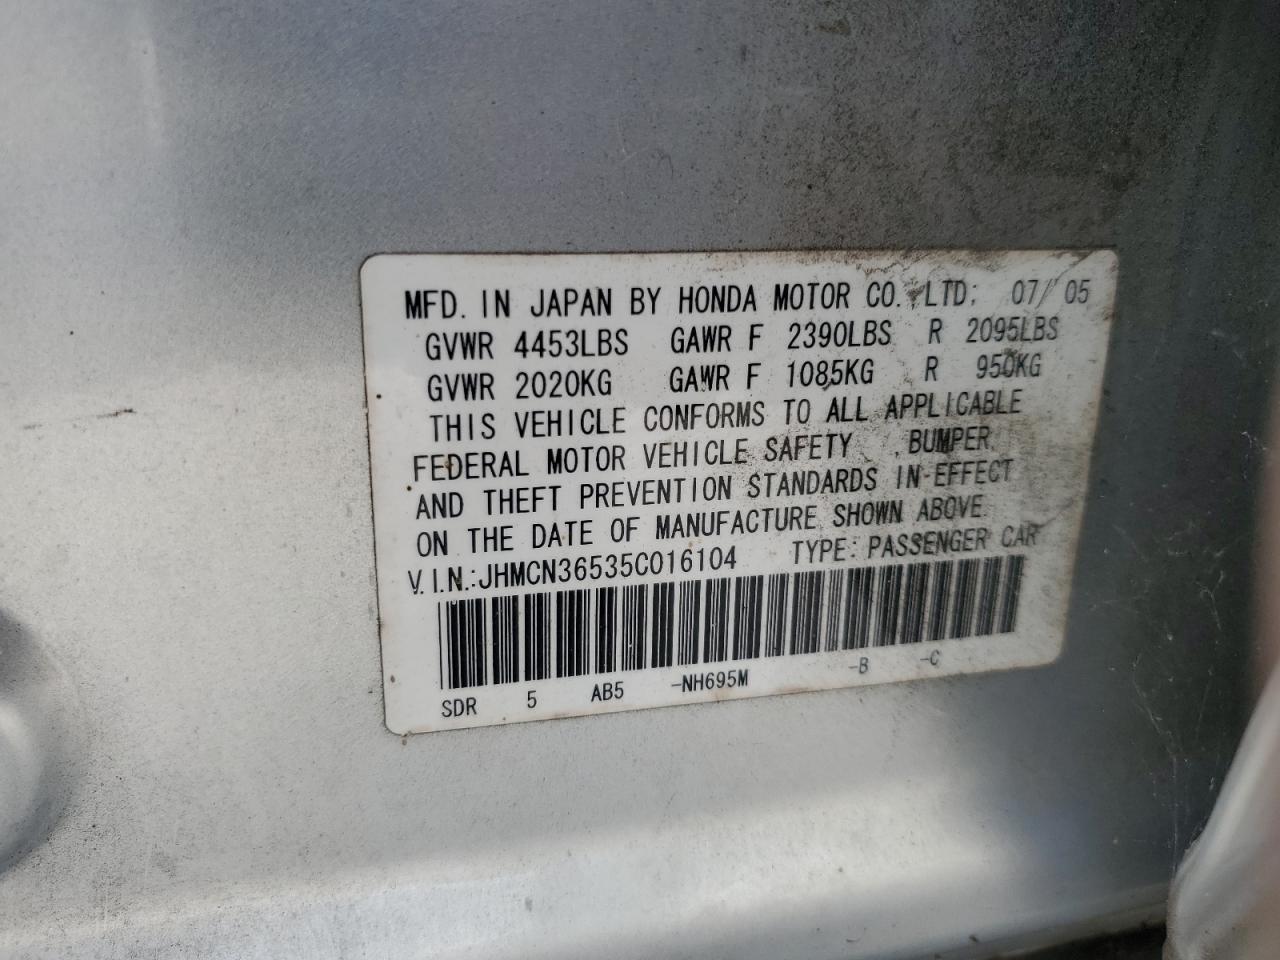 MFD. IN JAPAN BY HONDA MOTOR CO.,LTD; 07/ 05
GVWR 4453LBS GAWR F 2390LBS R 2095LBS
GVWR 2020KG GAWR F 1085KG R 950KG
THIS VEHICLE CONFORMS TO ALL APPLICABLE
FEDERAL MOTOR VEHICLE SAFETY , BUMPER,
AND THEFT PREVENTION STANDARDS IN EFFECT
ON THE DATE OF MANUFACTURE SHOWN ABOVE.
V.I.N.:JHMCN36535C016104 TYPE: PASSENGER CAR
SDR 5 AB5 -NH695M -B -C